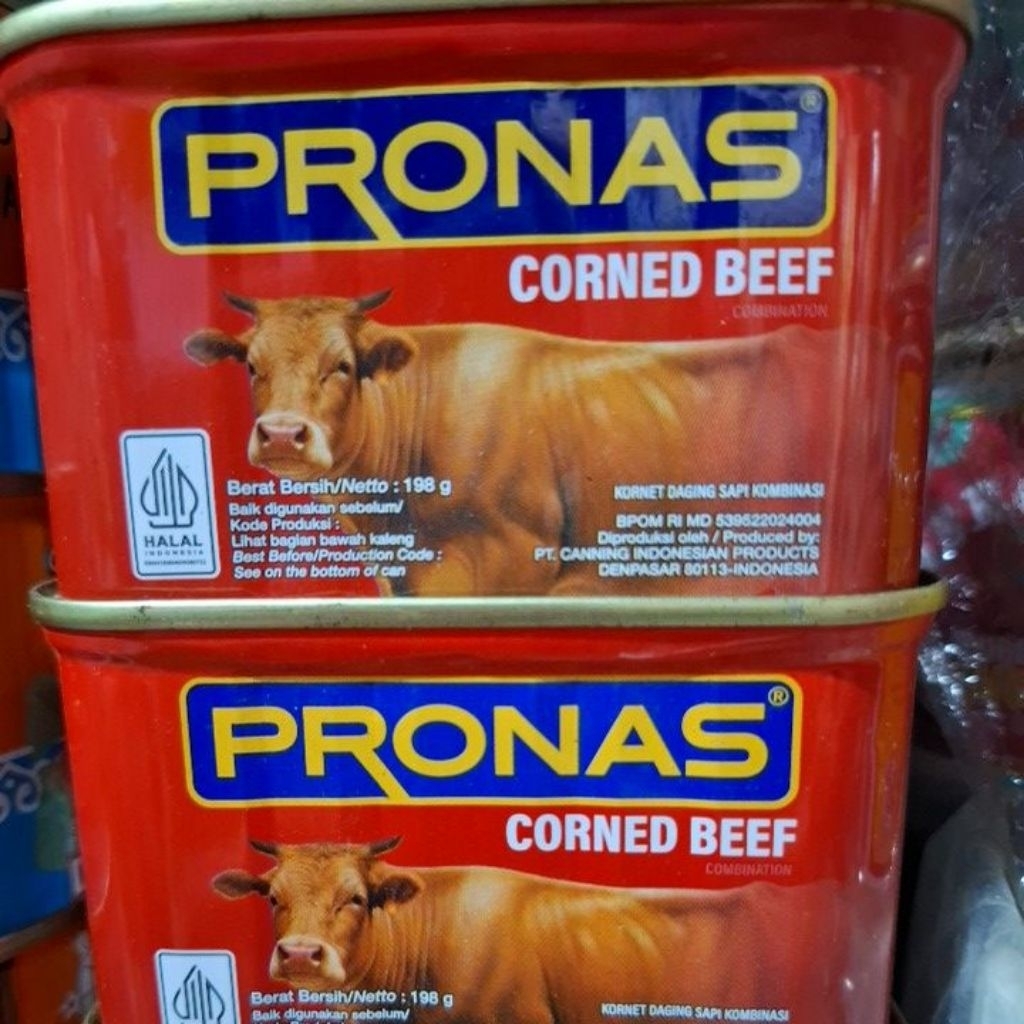 PRONAS®
CORNED BEEF
COMBINATION
Berat Bersih/Netto : 198 g
Baik digunakan sebelum/
Kode Produksi :
Lihat bagian bawah kaleng
Best Before/Production Code :
See on the bottom of can
HALAL
INDONESIA
KORNET DAGING SAPI KOMBINASI
BPOM RI MD 539522024004
Diproduksi oleh / Produced by:
PT. CANNING INDONESIAN PRODUCTS
DENPASAR 80113-INDONESIA
PRONAS®
CORNED BEEF
COMBINATION
Berat Bersih/Netto : 198 g
Baik digunakan sebelum/
KORNET DAGING SAPI KOMBINASI